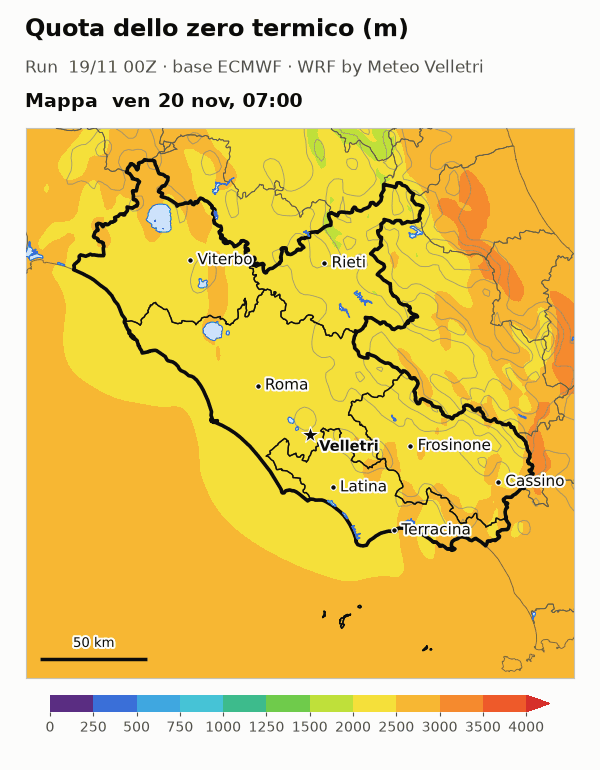 Quota dello zero termico (m)
Run  19/11 00Z · base ECMWF · WRF by Meteo Velletri
Mappa  ven 20 nov, 07:00
Viterbo
Rieti
Roma
Velletri
Frosinone
Cassino
Latina
Terracina
50 km
0 250 500 750 1000 1250 1500 2000 2500 3000 3500 4000